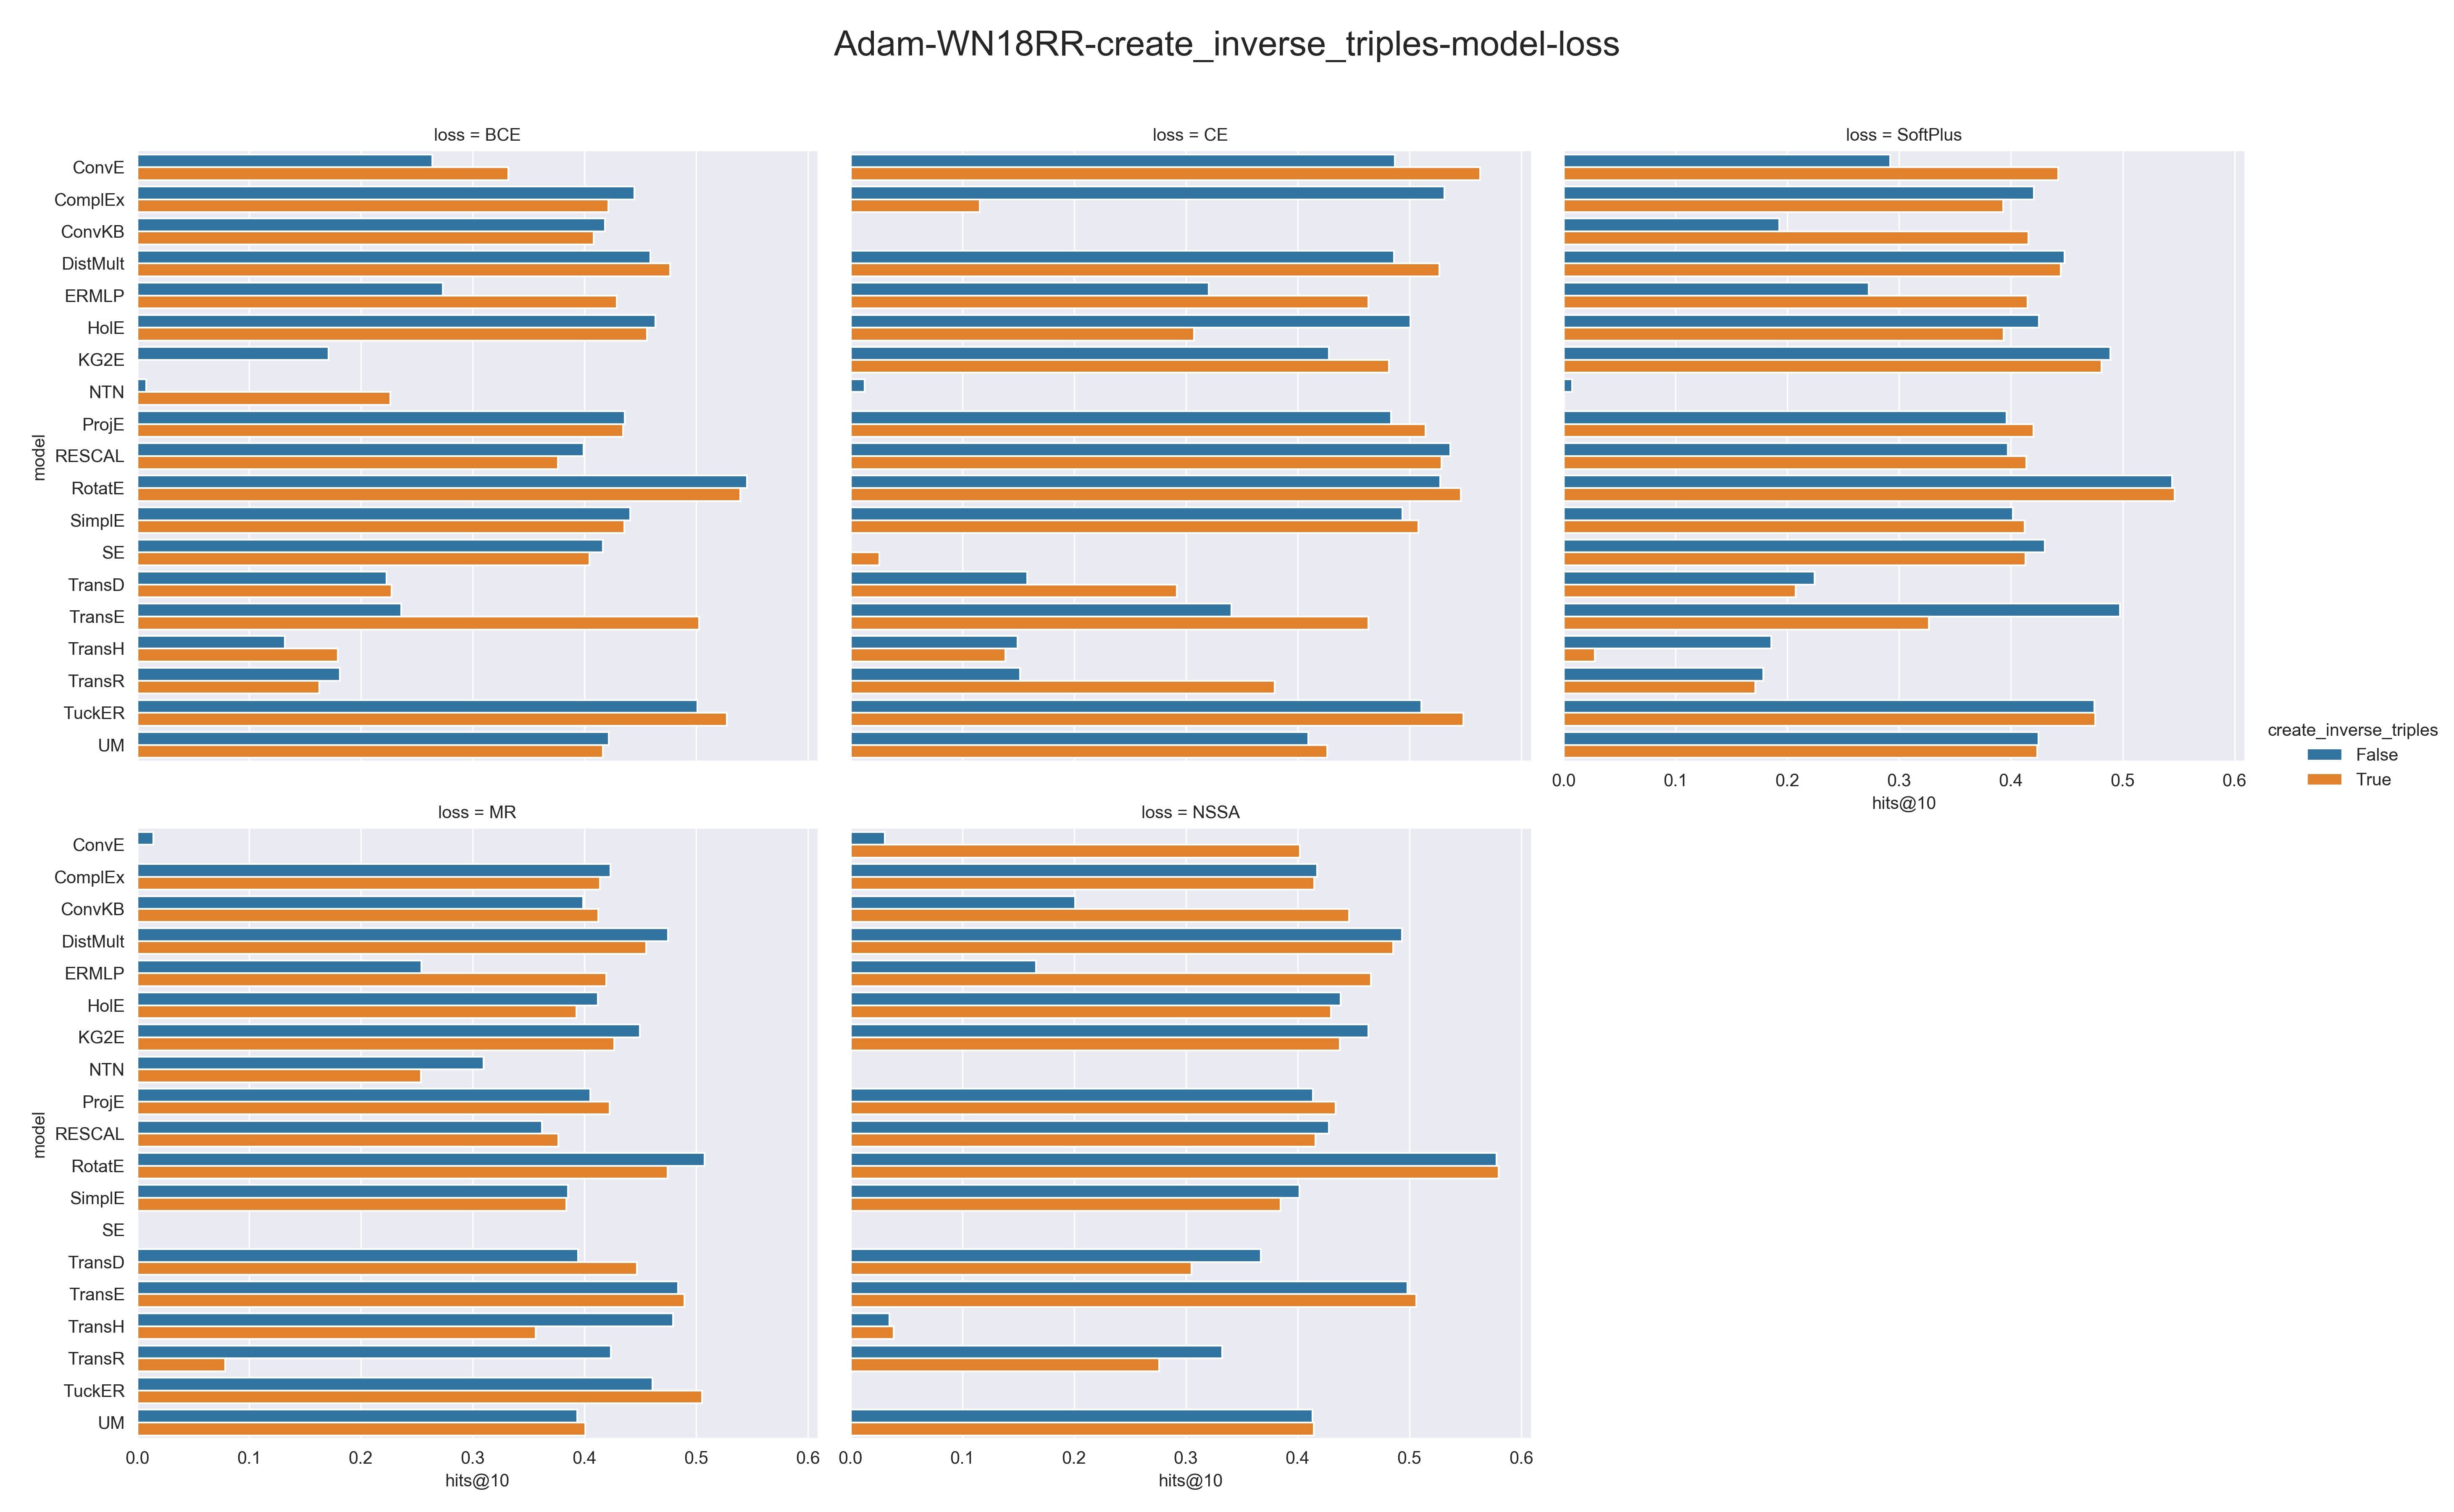 Adam-WN18RR-create_inverse_triples-model-loss
loss = BCE
loss = CE
loss = SoftPlus
model
ConvE
ComplEx
ConvKB
DistMult
ERMLP
HolE
KG2E
NTN
ProjE
RESCAL
RotatE
SimplE
SE
TransD
TransE
TransH
TransR
TuckER
UM
0.0 0.1 0.2 0.3 0.4 0.5 0.6
hits@10
create_inverse_triples
False
True
loss = MR
loss = NSSA
model
ConvE
ComplEx
ConvKB
DistMult
ERMLP
HolE
KG2E
NTN
ProjE
RESCAL
RotatE
SimplE
SE
TransD
TransE
TransH
TransR
TuckER
UM
0.0 0.1 0.2 0.3 0.4 0.5 0.6
hits@10
0.0 0.1 0.2 0.3 0.4 0.5 0.6
hits@10